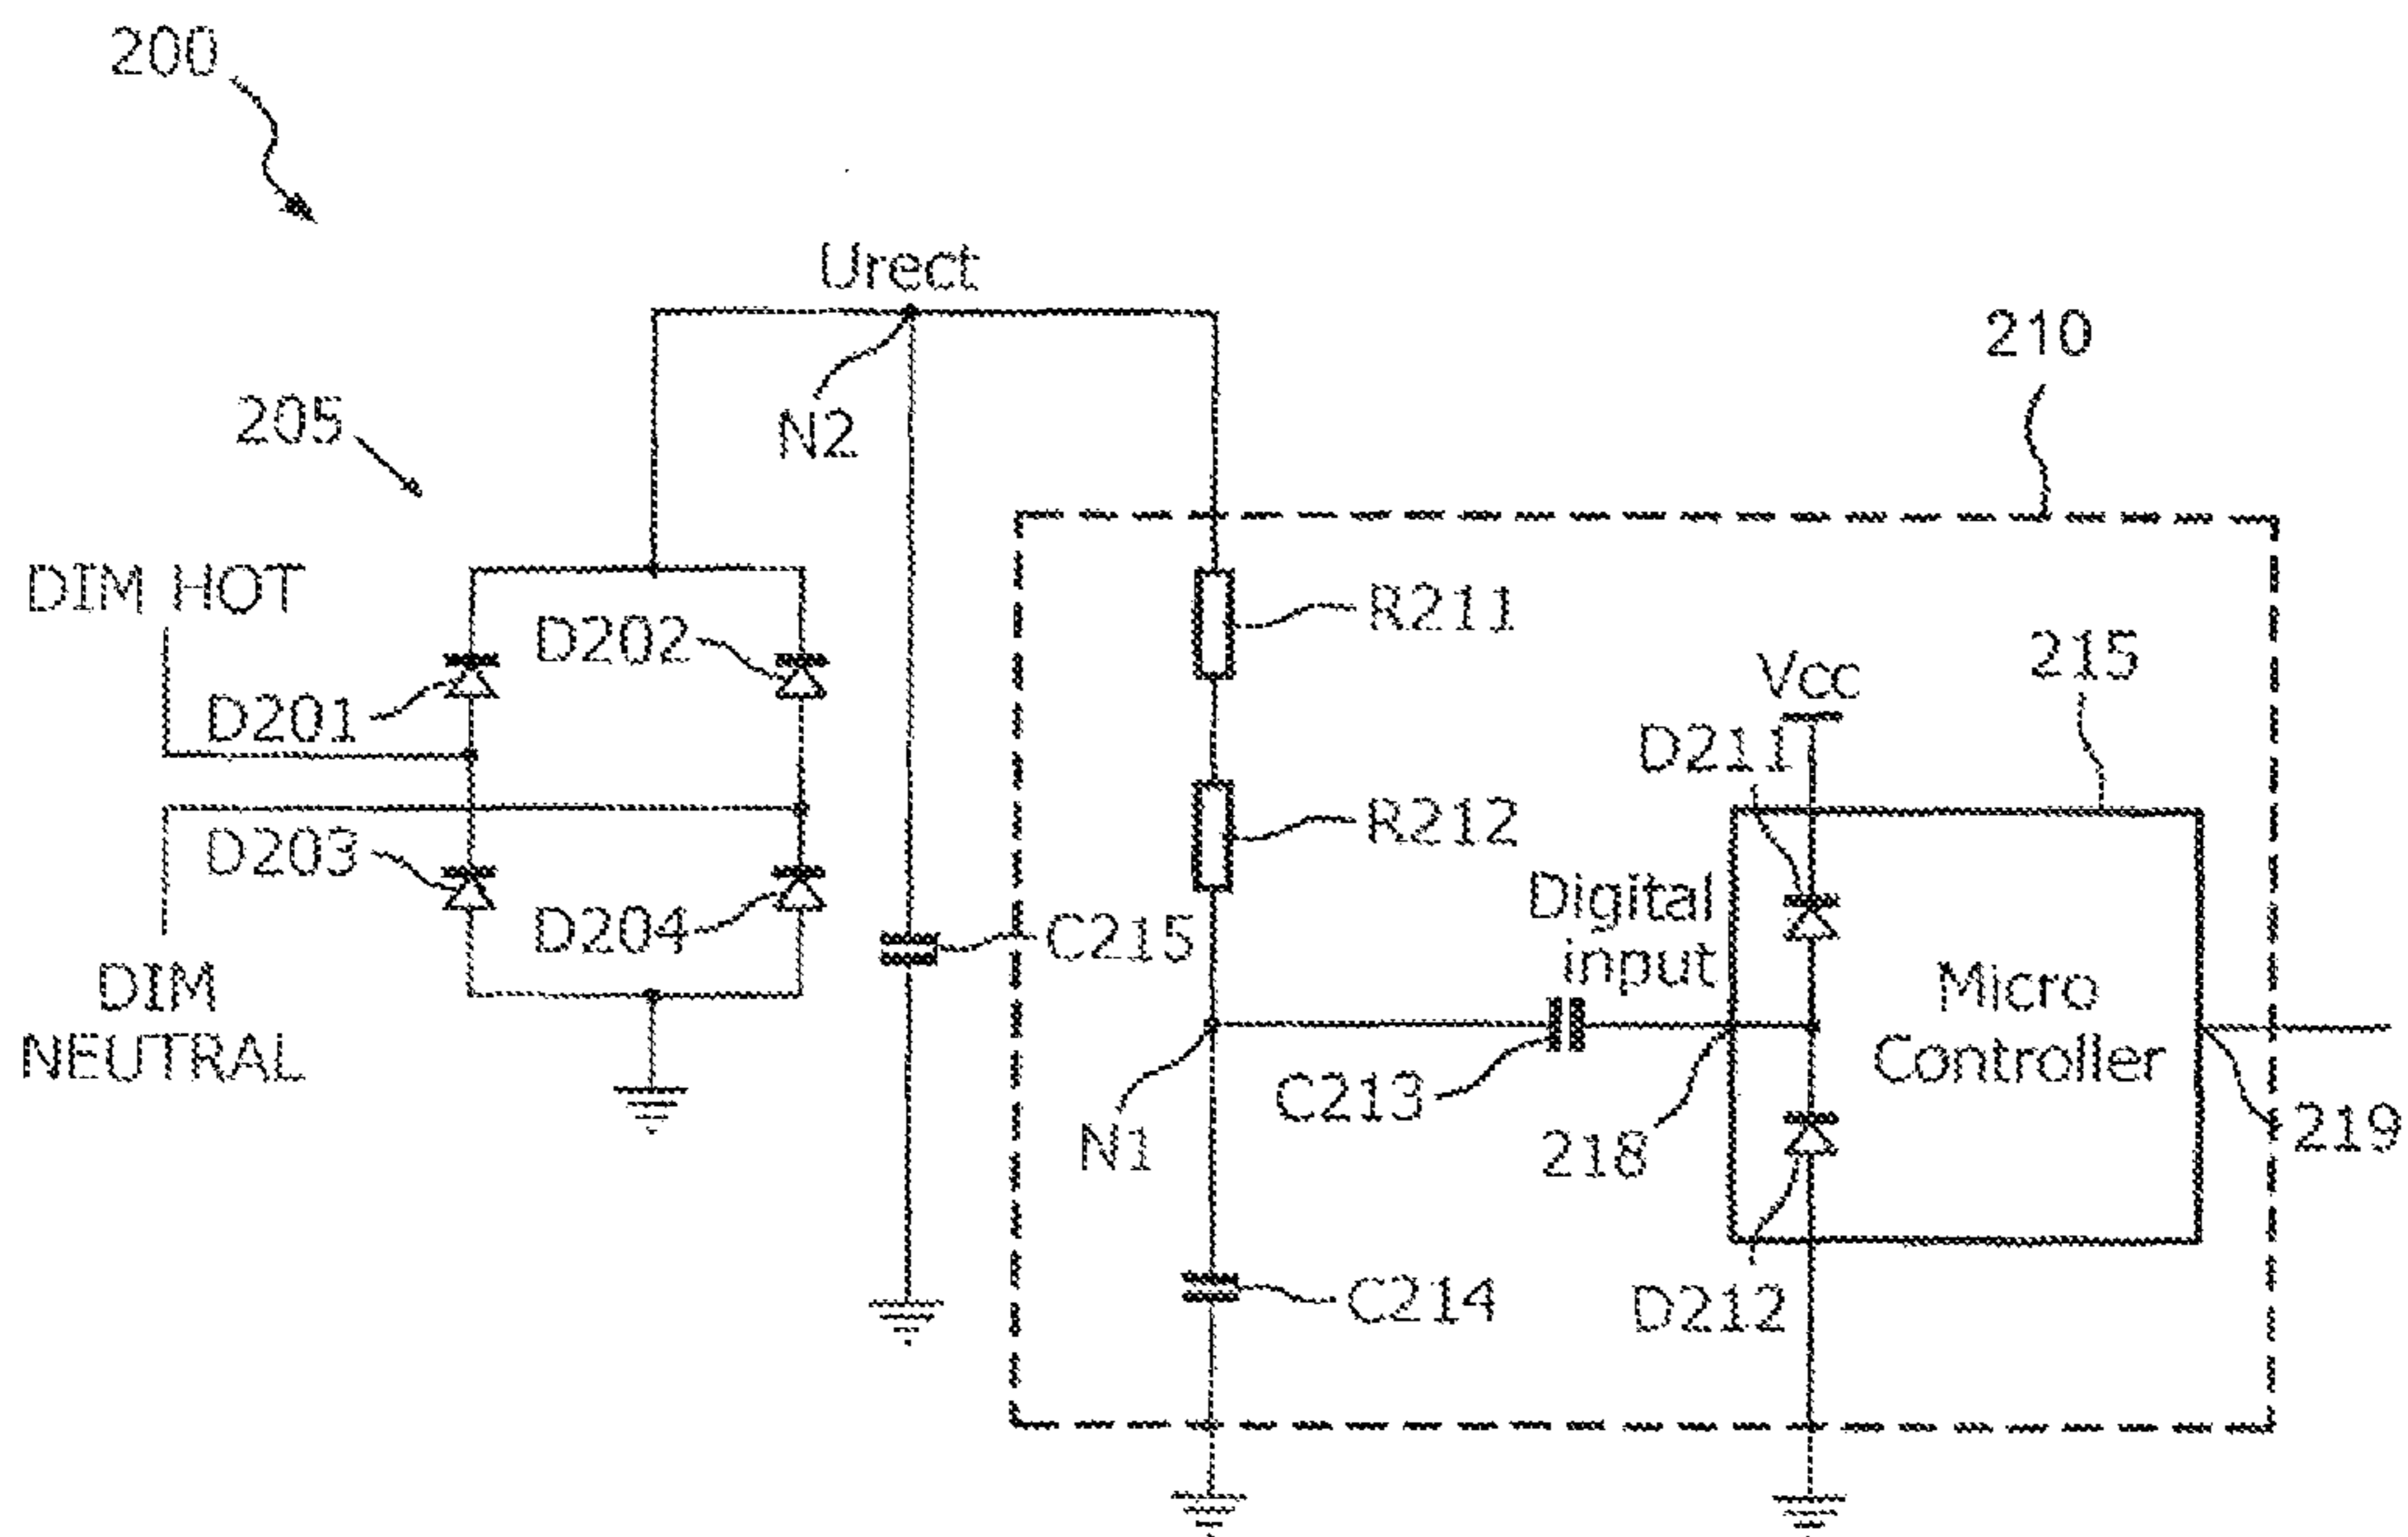 200
Urect
210
205
N2
DIM HOT
R211
D202
Vcc
215
D201
D211
R212
D203
Digital
input
D204
C215
DIM
NEUTRAL
Micro
Controller
C213
N1
218
219
C214
D212